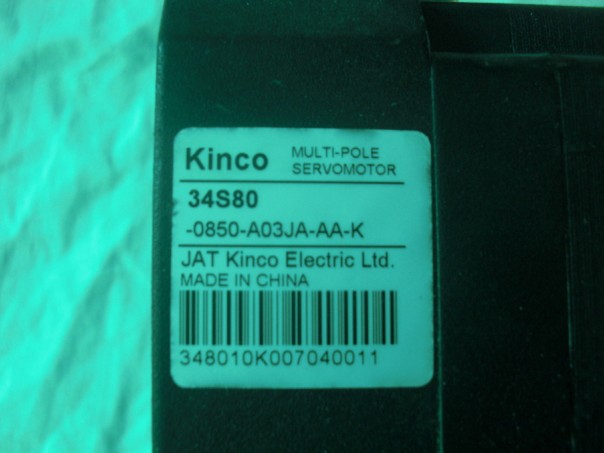 Kinco MULTI-POLE
SERVOMOTOR
34S80
-0850-A03JA-AA-K
JAT Kinco Electric Ltd.
MADE IN CHINA
348010K007040011